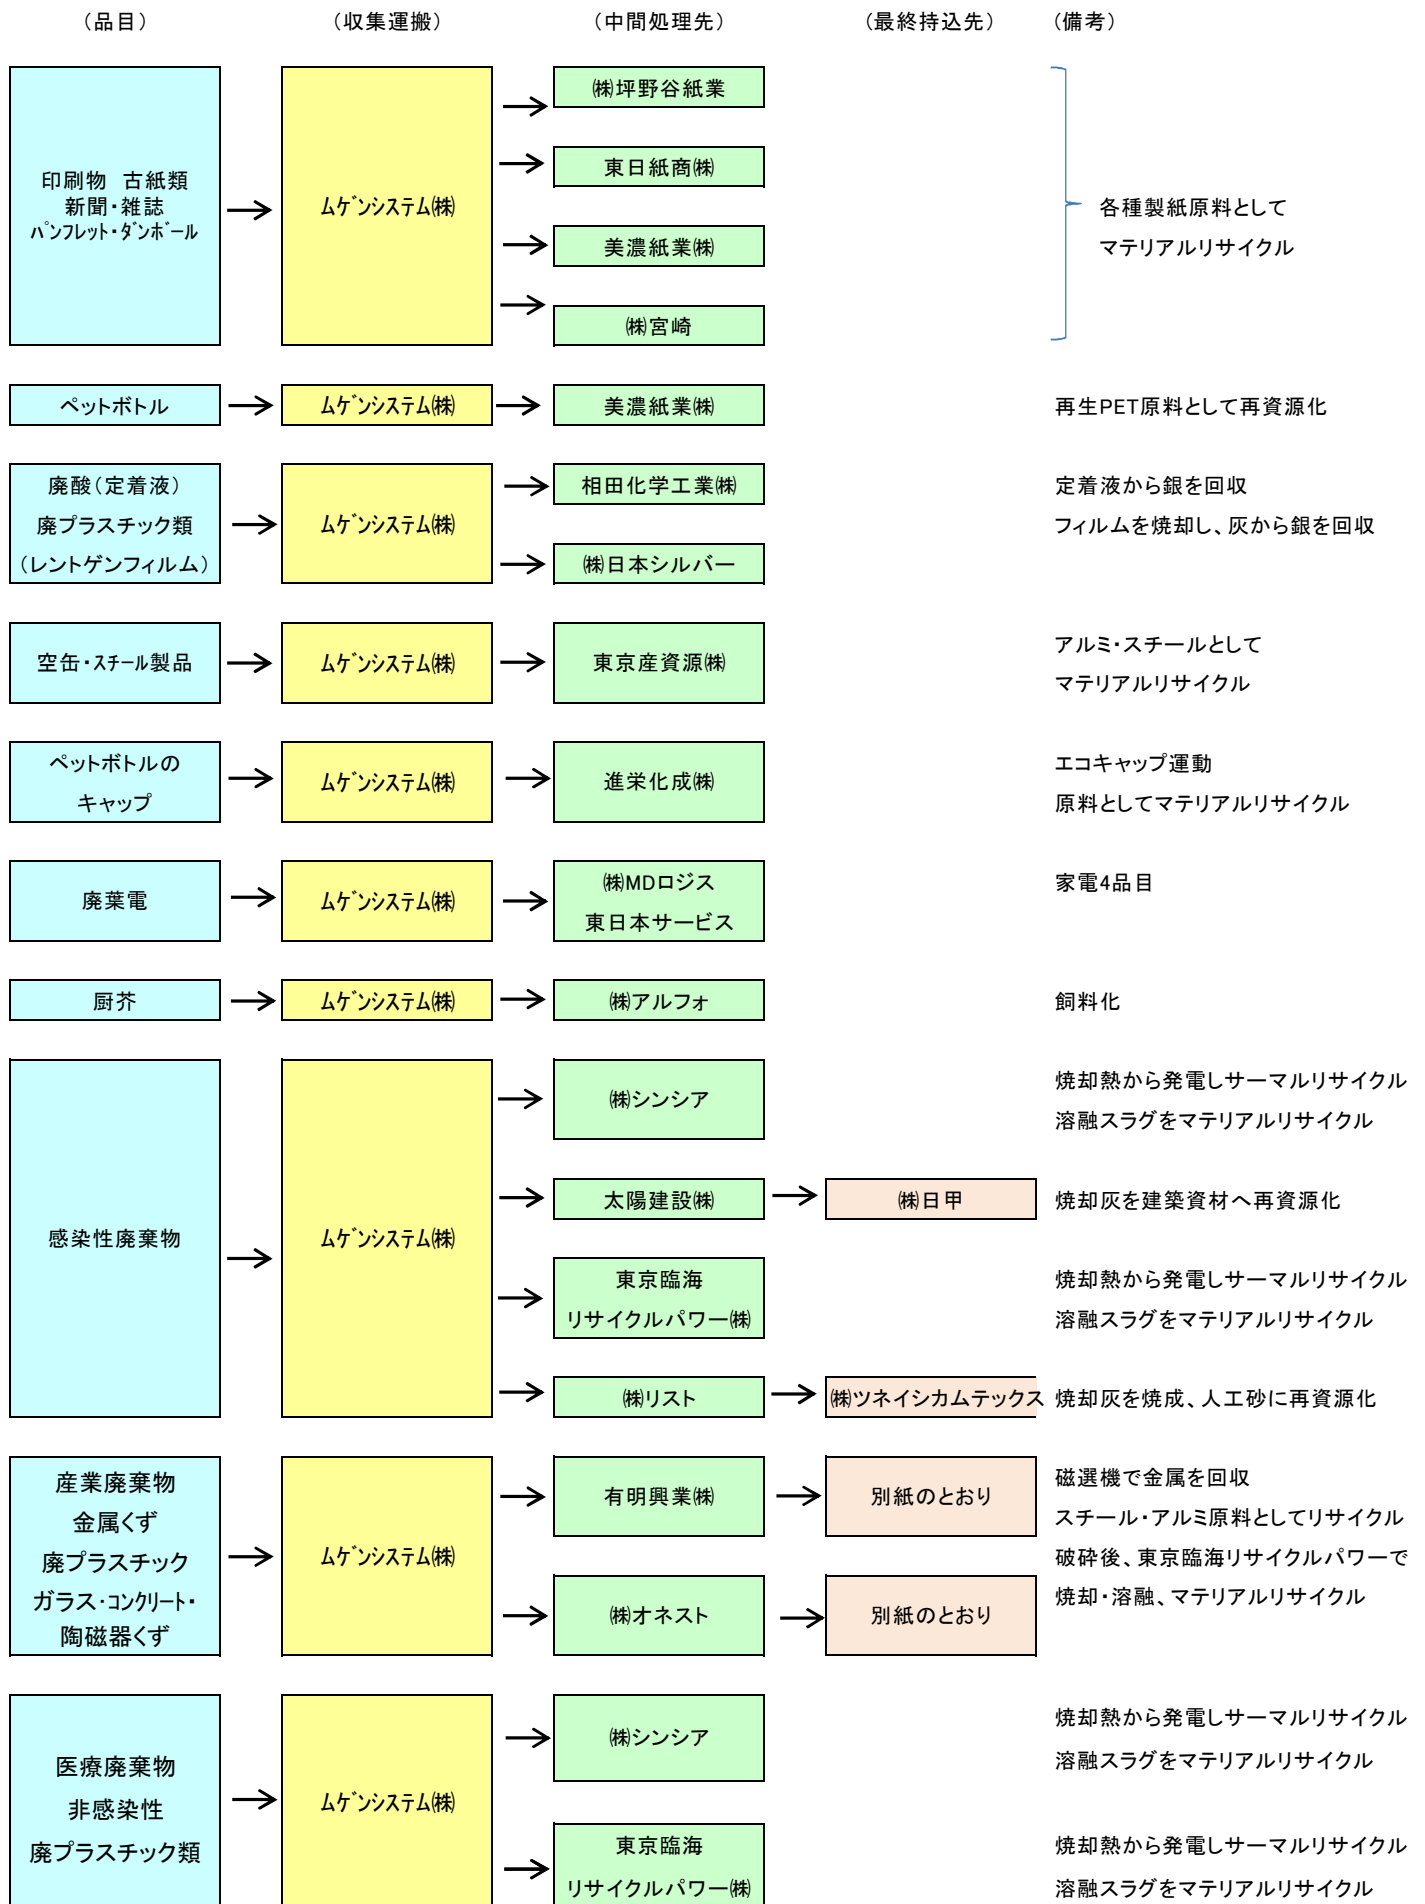 （品目） （収集運搬） （中間処理先） （最終持込先） （備考）
印刷物　古紙類
新聞・雑誌
ﾊﾟﾝﾌﾚｯﾄ・ﾀﾞﾝﾎﾞｰﾙ
ﾑｹﾞﾝｼｽﾃﾑ㈱
㈱坪野谷紙業
東日紙商㈱
美濃紙業㈱
㈱宮崎
各種製紙原料として
マテリアルリサイクル
ペットボトル
ﾑｹﾞﾝｼｽﾃﾑ㈱
美濃紙業㈱
再生PET原料として再資源化
廃酸（定着液）
廃プラスチック類
（レントゲンフィルム）
ﾑｹﾞﾝｼｽﾃﾑ㈱
相田化学工業㈱
㈱日本シルバー
定着液から銀を回収
フィルムを焼却し、灰から銀を回収
空缶・ｽﾁｰﾙ製品
ﾑｹﾞﾝｼｽﾃﾑ㈱
東京産資源㈱
アルミ・スチールとして
マテリアルリサイクル
ペットボトルの
キャップ
ﾑｹﾞﾝｼｽﾃﾑ㈱
進栄化成㈱
エコキャップ運動
原料としてマテリアルリサイクル
廃葉電
ﾑｹﾞﾝｼｽﾃﾑ㈱
㈱MDロジス
東日本サービス
家電4品目
厨芥
ﾑｹﾞﾝｼｽﾃﾑ㈱
㈱アルフォ
飼料化
感染性廃棄物
ﾑｹﾞﾝｼｽﾃﾑ㈱
㈱シンシア
焼却熱から発電しサーマルリサイクル
溶融スラグをマテリアルリサイクル
太陽建設㈱
㈱日甲
焼却灰を建築資材へ再資源化
東京臨海
リサイクルパワー㈱
焼却熱から発電しサーマルリサイクル
溶融スラグをマテリアルリサイクル
㈱リスト
㈱ツネイシカムテックス
焼却灰を焼成、人工砂に再資源化
産業廃棄物
金属くず
廃プラスチック
ガラス・ｺﾝｸﾘｰﾄ・
陶磁器くず
ﾑｹﾞﾝｼｽﾃﾑ㈱
有明興業㈱
別紙のとおり
㈱オネスト
別紙のとおり
磁選機で金属を回収
スチール・アルミ原料としてリサイクル
破砕後、東京臨海リサイクルパワーで
焼却・溶融、マテリアルリサイクル
医療廃棄物
非感染性
廃プラスチック類
ﾑｹﾞﾝｼｽﾃﾑ㈱
㈱シンシア
焼却熱から発電しサーマルリサイクル
溶融スラグをマテリアルリサイクル
東京臨海
リサイクルパワー㈱
焼却熱から発電しサーマルリサイクル
溶融スラグをマテリアルリサイクル